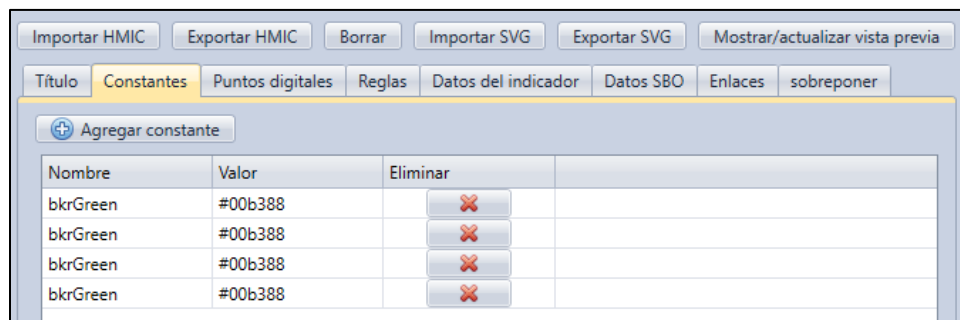 Importar HMIC Exportar HMIC Borrar Importar SVG Exportar SVG Mostrar/actualizar vista previa
Título Constantes Puntos digitales Reglas Datos del indicador Datos SBO Enlaces sobreponer
Agregar constante
Nombre Valor Eliminar
bkrGreen #00b388
bkrGreen #00b388
bkrGreen #00b388
bkrGreen #00b388